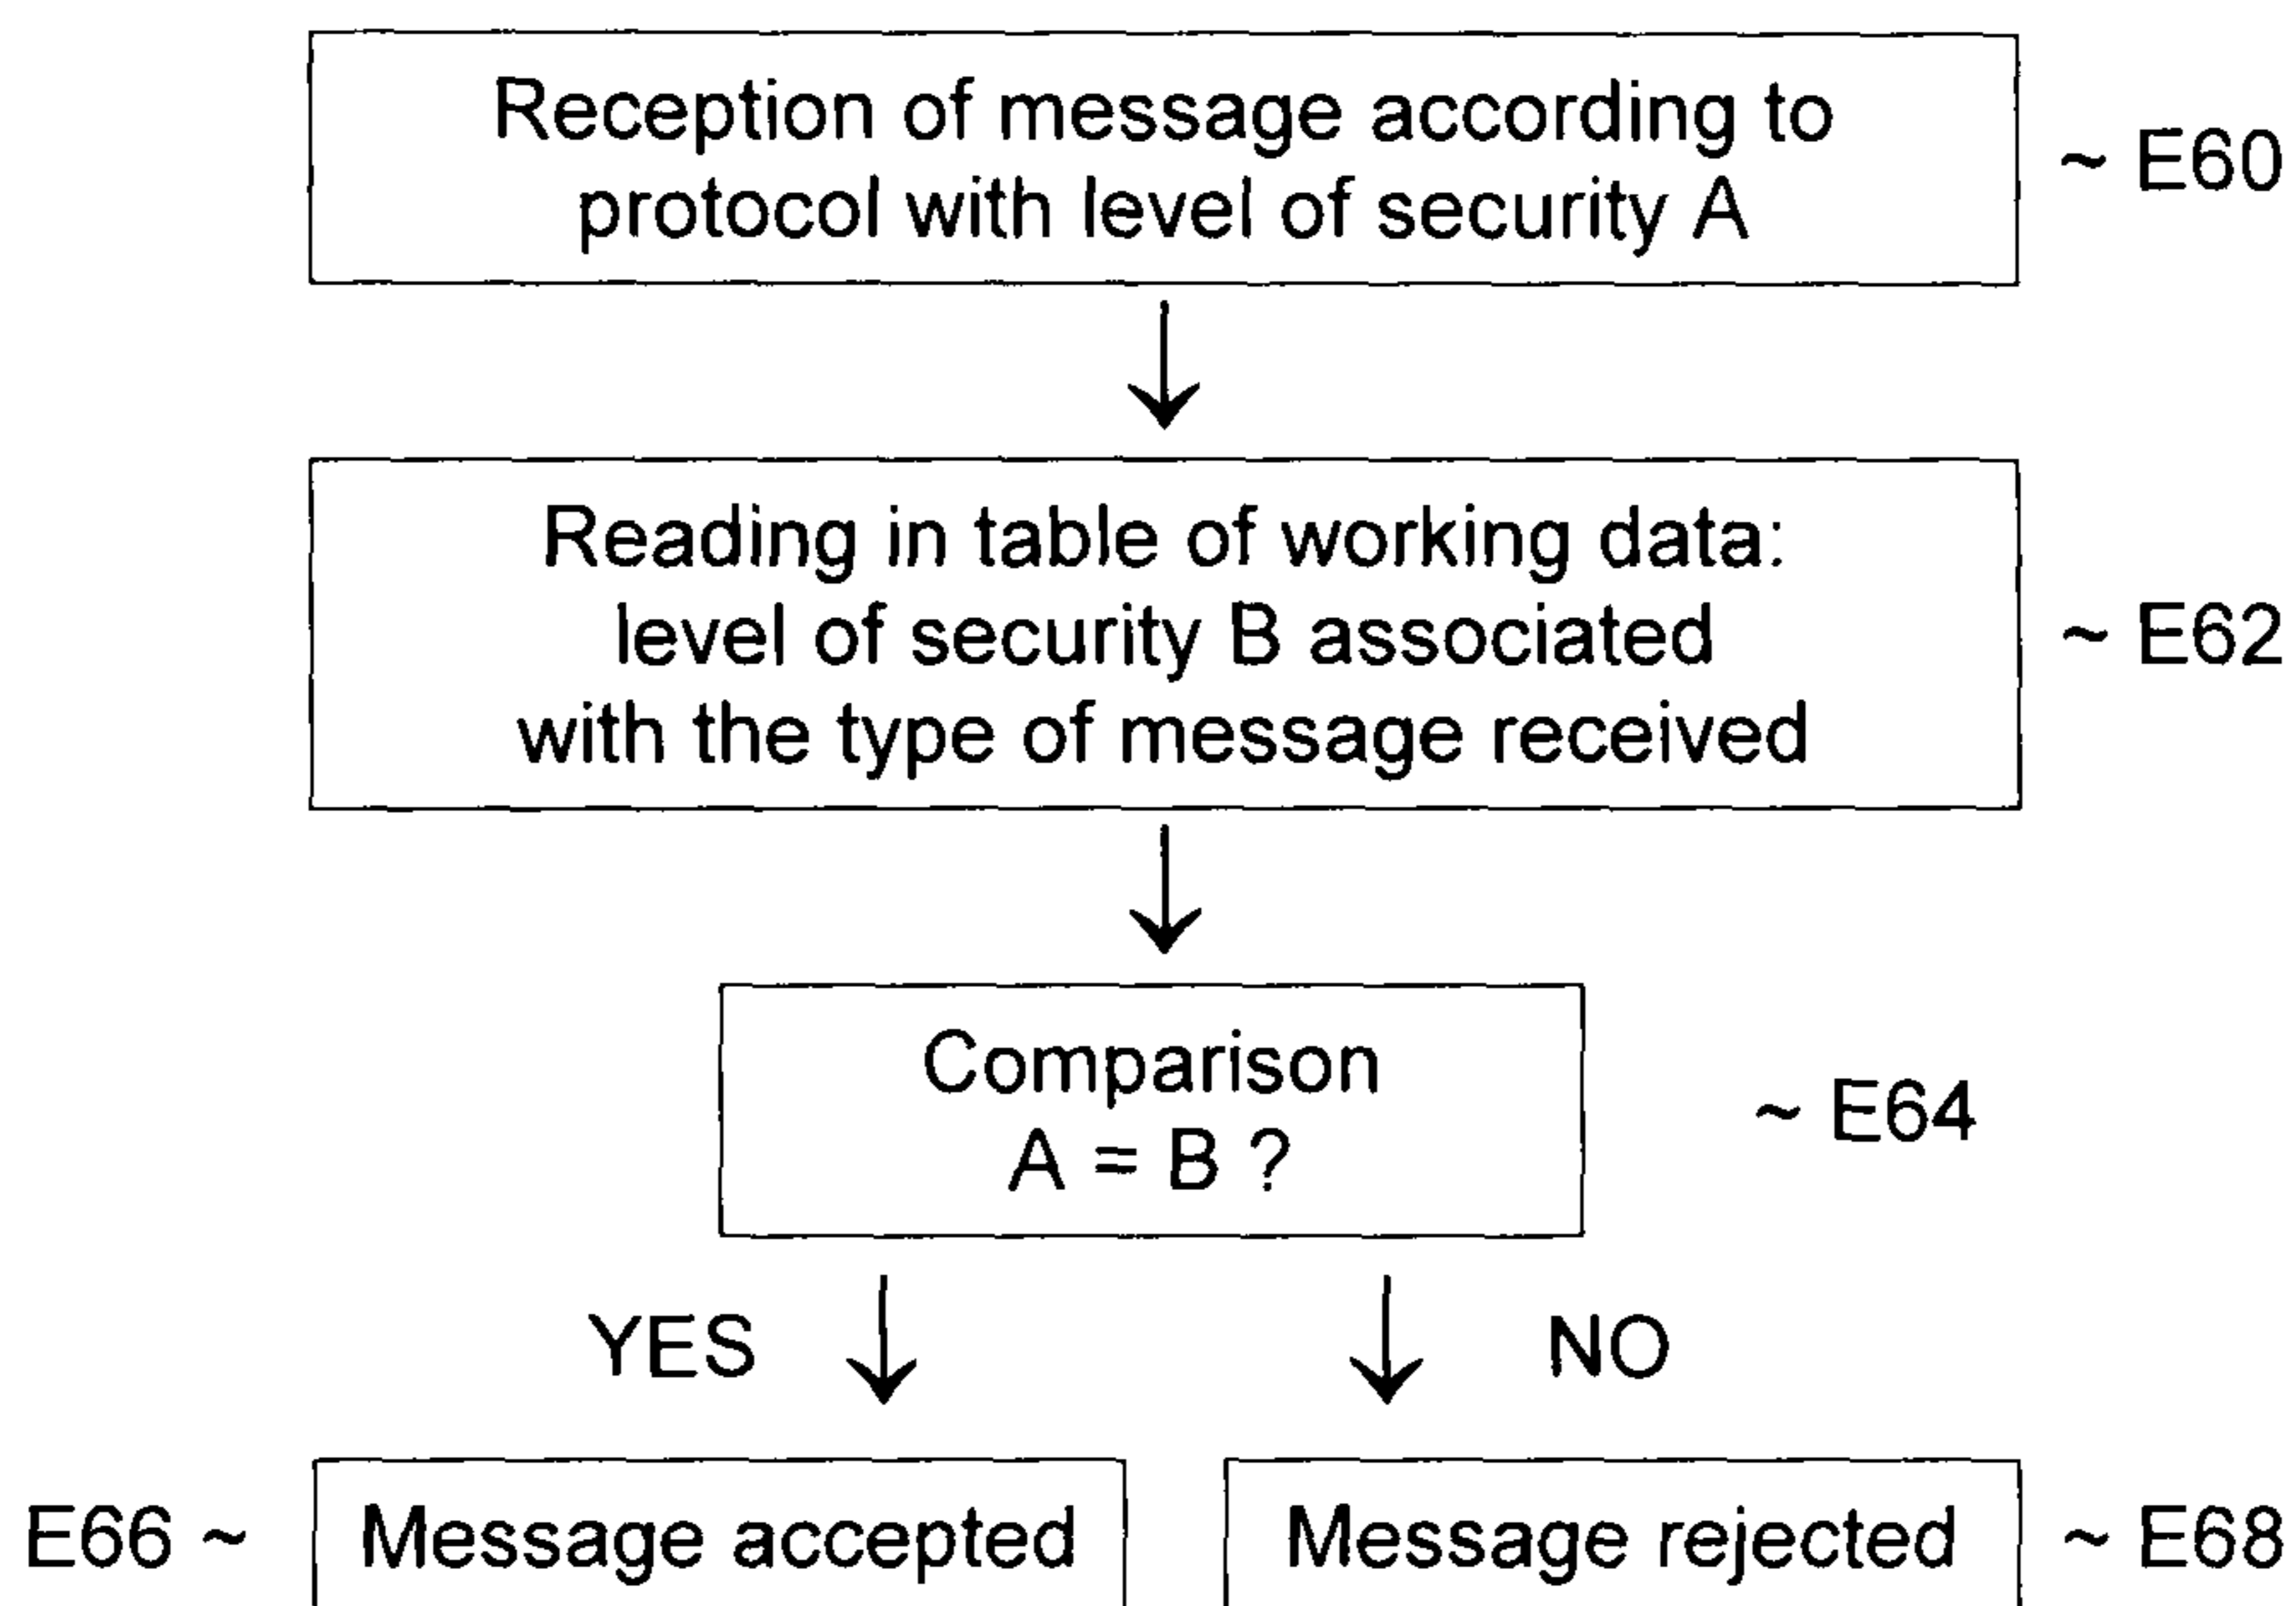 Reception of message according to
protocol with level of security A
~ E60
Reading in table of working data:
level of security B associated
with the type of message received
~ E62
Comparison
A = B ?
~ E64
YES
NO
E66 ~
Message accepted
Message rejected
~ E68